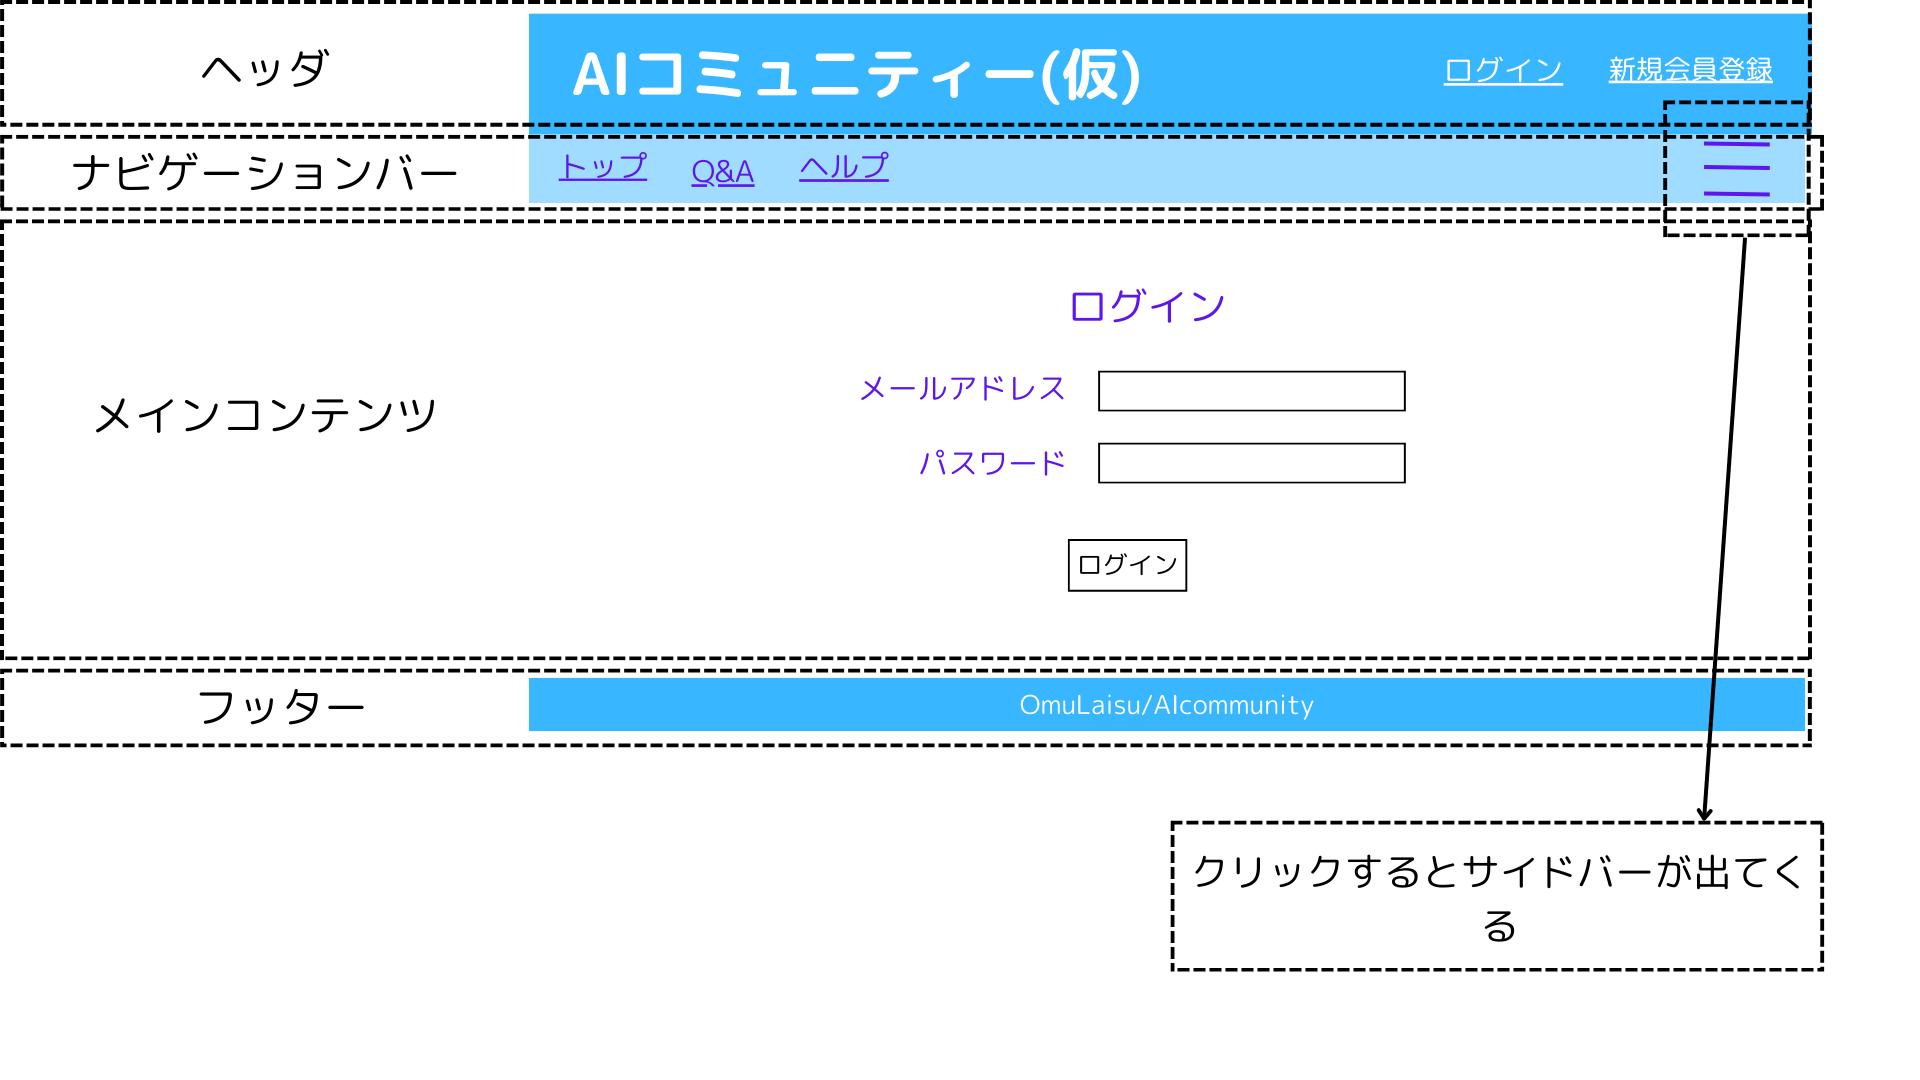 ヘッダ
AIコミュニティー(仮)
ログイン
新規会員登録
ナビゲーションバー
トップ
Q&A
ヘルプ
メインコンテンツ
ログイン
メールアドレス
パスワード
ログイン
フッター
OmuLaisu/AIcommunity
クリックするとサイドバーが出てく
る